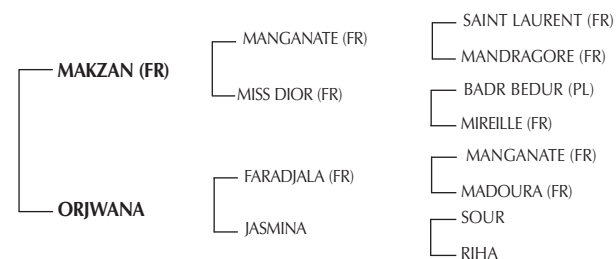 SAINT LAURENT (FR)
MANGANATE (FR)
MANDRAGORE (FR)
MAKZAN (FR)
BADR BEDUR (PL)
MISS DIOR (FR)
MIREILLE (FR)
MANGANATE (FR)
FARADJALA (FR)
MADOURA (FR)
ORJWANA
SOUR
JASMINA
RIHA